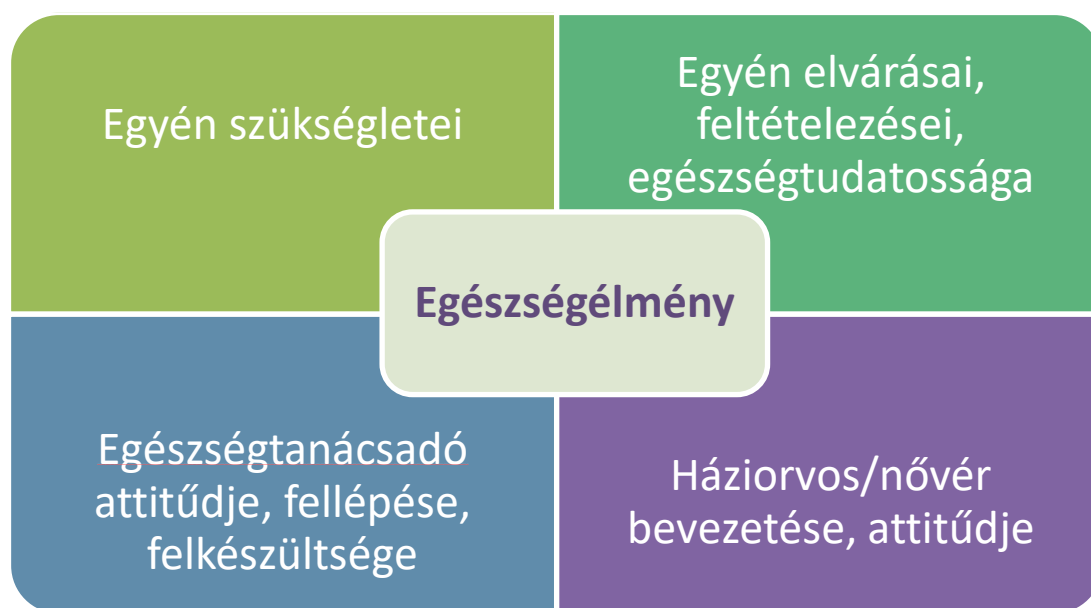 Egyén szükségletei
Egyén elvárásai,
feltételezései,
egészségtudatossága
Egészségélmény
Egészségtanácsadó
attitűdje, fellépése,
felkészültsége
Háziorvos/nővér
bevezetése, attitűdje